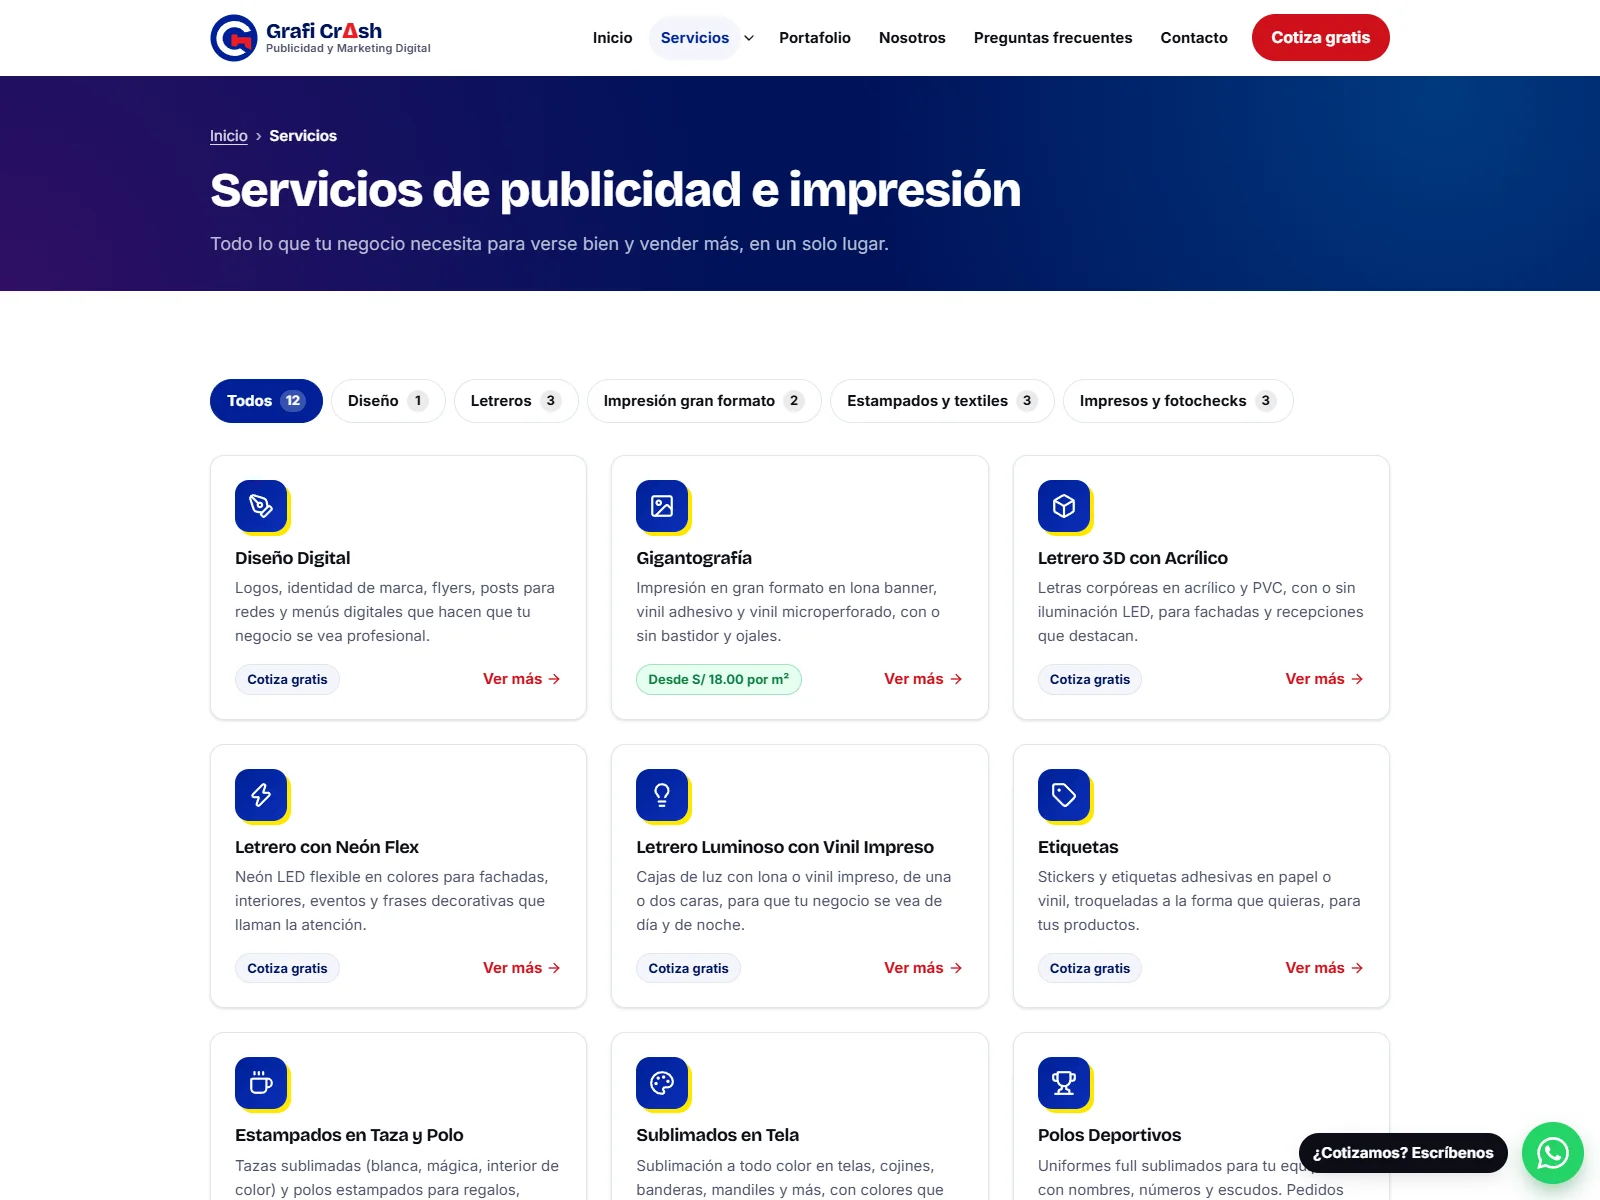 Grafi Crash
Publicidad y Marketing Digital
Inicio
Servicios
Portafolio
Nosotros
Preguntas frecuentes
Contacto
Cotiza gratis
Inicio › Servicios
Servicios de publicidad e impresión
Todo lo que tu negocio necesita para verse bien y vender más, en un solo lugar.
Todos 12
Diseño 1
Letreros 3
Impresión gran formato 2
Estampados y textiles 3
Impresos y fotochecks 3
Diseño Digital
Logos, identidad de marca, flyers, posts para
redes y menús digitales que hacen que tu
negocio se vea profesional.
Cotiza gratis
Ver más →
Gigantografía
Impresión en gran formato en lona banner,
vinil adhesivo y vinil microperforado, con o
sin bastidor y ojales.
Desde S/ 18.00 por m²
Ver más →
Letrero 3D con Acrílico
Letras corpóreas en acrílico y PVC, con o sin
iluminación LED, para fachadas y recepciones
que destacan.
Cotiza gratis
Ver más →
Letrero con Neón Flex
Neón LED flexible en colores para fachadas,
interiores, eventos y frases decorativas que
llaman la atención.
Cotiza gratis
Ver más →
Letrero Luminoso con Vinil Impreso
Cajas de luz con lona o vinil impreso, de una
o dos caras, para que tu negocio se vea de
día y de noche.
Cotiza gratis
Ver más →
Etiquetas
Stickers y etiquetas adhesivas en papel o
vinil, troqueladas a la forma que quieras, para
tus productos.
Cotiza gratis
Ver más →
Estampados en Taza y Polo
Tazas sublimadas (blanca, mágica, interior de
color) y polos estampados para regalos,
Sublimados en Tela
Sublimación a todo color en telas, cojines,
banderas, mandiles y más, con colores que
Polos Deportivos
Uniformes full sublimados para tu
con nombres, números y escudos. Pedidos
¿Cotizamos? Escríbenos